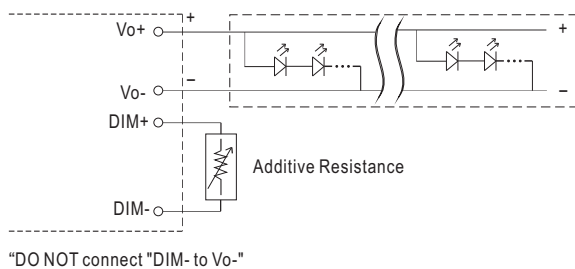 Vo+
+
+
Vo-
−
−
DIM+
Additive Resistance
DIM-
“DO NOT connect "DIM- to Vo-"